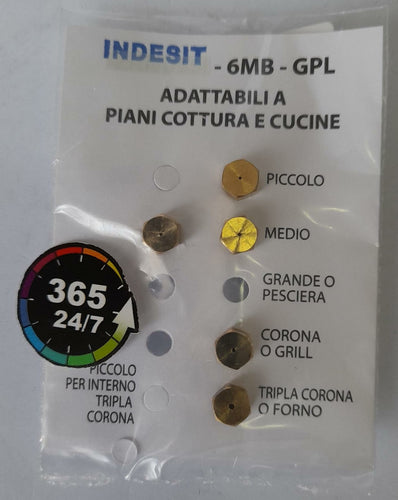 INDESIT - 6MB - GPL
ADATTABILI A
PIANI COTTURA E CUCINE
PICCOLO
MEDIO
GRANDE O
PESCIERA
CORONA
O GRILL
TRIPLA CORONA
O FORNO
365
24/7
PICCOLO
PER INTERNO
TRIPLA
CORONA